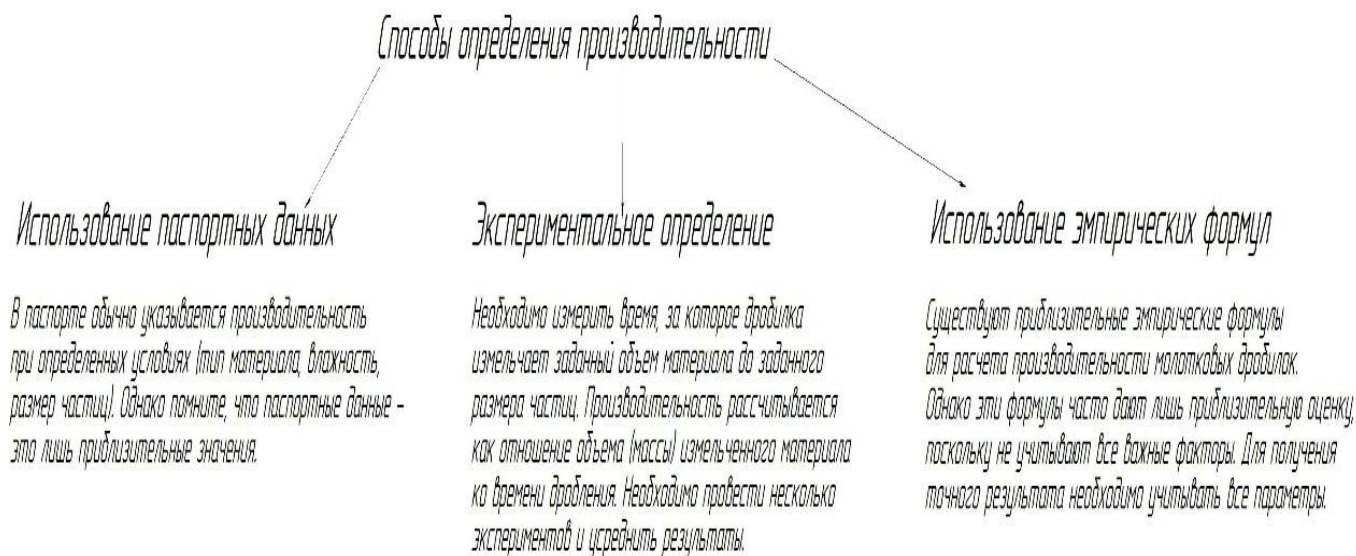 Способы определения производительности
Использование паспортных данных
В паспорте обычно указывается производительность
при определенных условиях (тип материала, влажность,
размер частиц). Однако помните, что паспортные данные –
это лишь приблизительные значения.
Экспериментальное определение
Необходимо измерить время, за которое дробилка
измельчает заданный объем материала до заданного
размера частиц. Производительность рассчитывается
как отношение объема (массы) измельченного материала
ко времени дробления. Необходимо провести несколько
экспериментов и усреднить результаты.
Использование эмпирических формул
Существуют приблизительные эмпирические формулы
для расчета производительности молотковых дробилок.
Однако эти формулы часто дают лишь приблизительную оценку,
поскольку не учитывают все важные факторы. Для получения
точного результата необходимо учитывать все параметры.